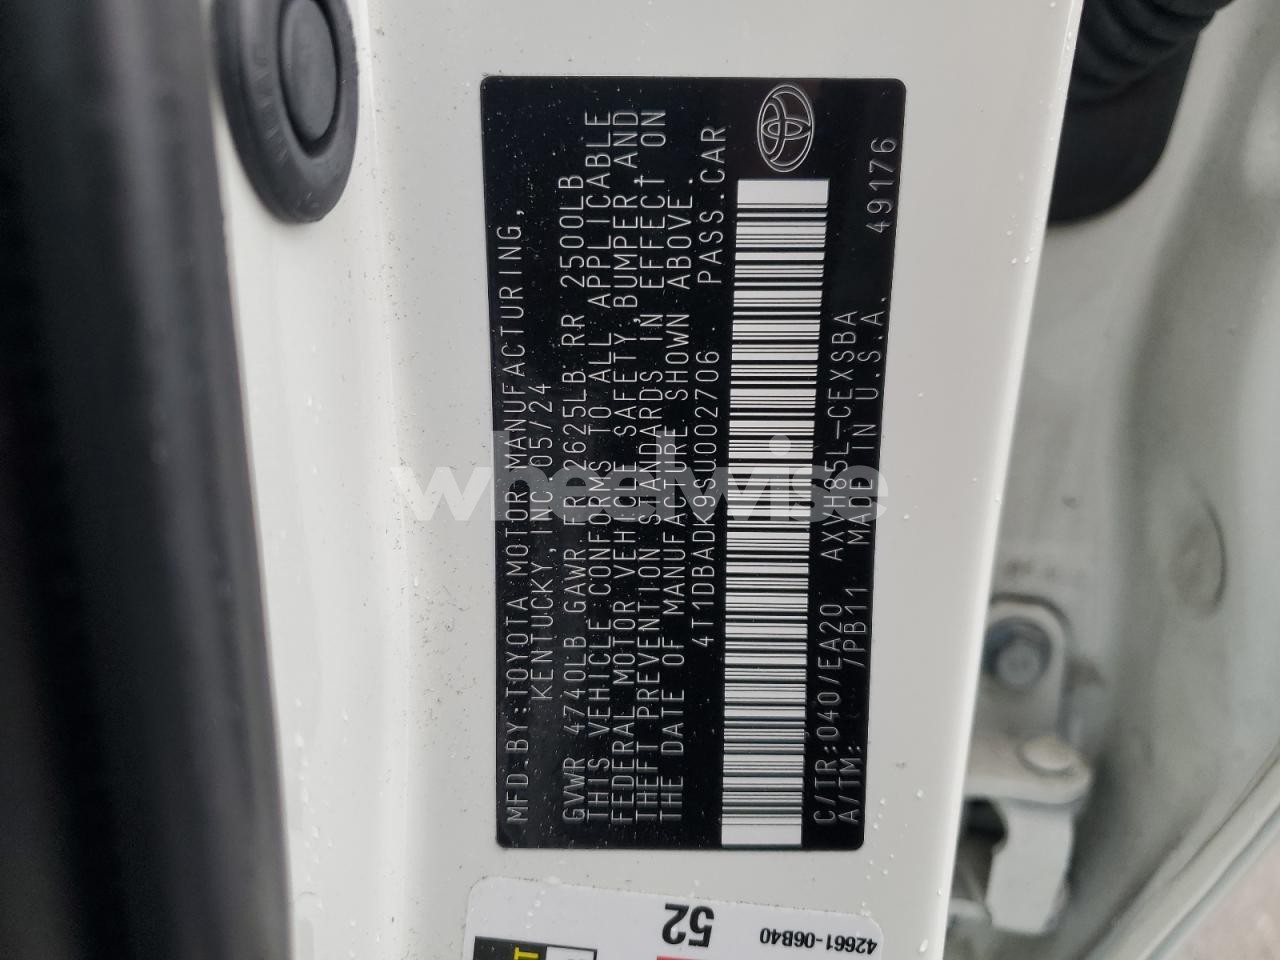 MFD.BY:TOYOTA MOTOR MANUFACTURING,
KENTUCKY, INC 05/24
GVWR 4740LB GAWR FR 2625LB RR 2500LB
THIS VEHICLE CONFORMS TO ALL APPLICABLE
FEDERAL MOTOR VEHICLE SAFETY,BUMPER,AND
THEFT PREVENTION STANDARDS IN EFFECT ON
THE DATE OF MANUFACTURE SHOWN ABOVE.
4T1DBADK9SU002706 PASS.CAR
C/TR:040/EA20 AXVH85L-CEXSBA
A/TM: 7PB11 MADE IN U.S.A. 49176
wheelwise
52
42661-06B40